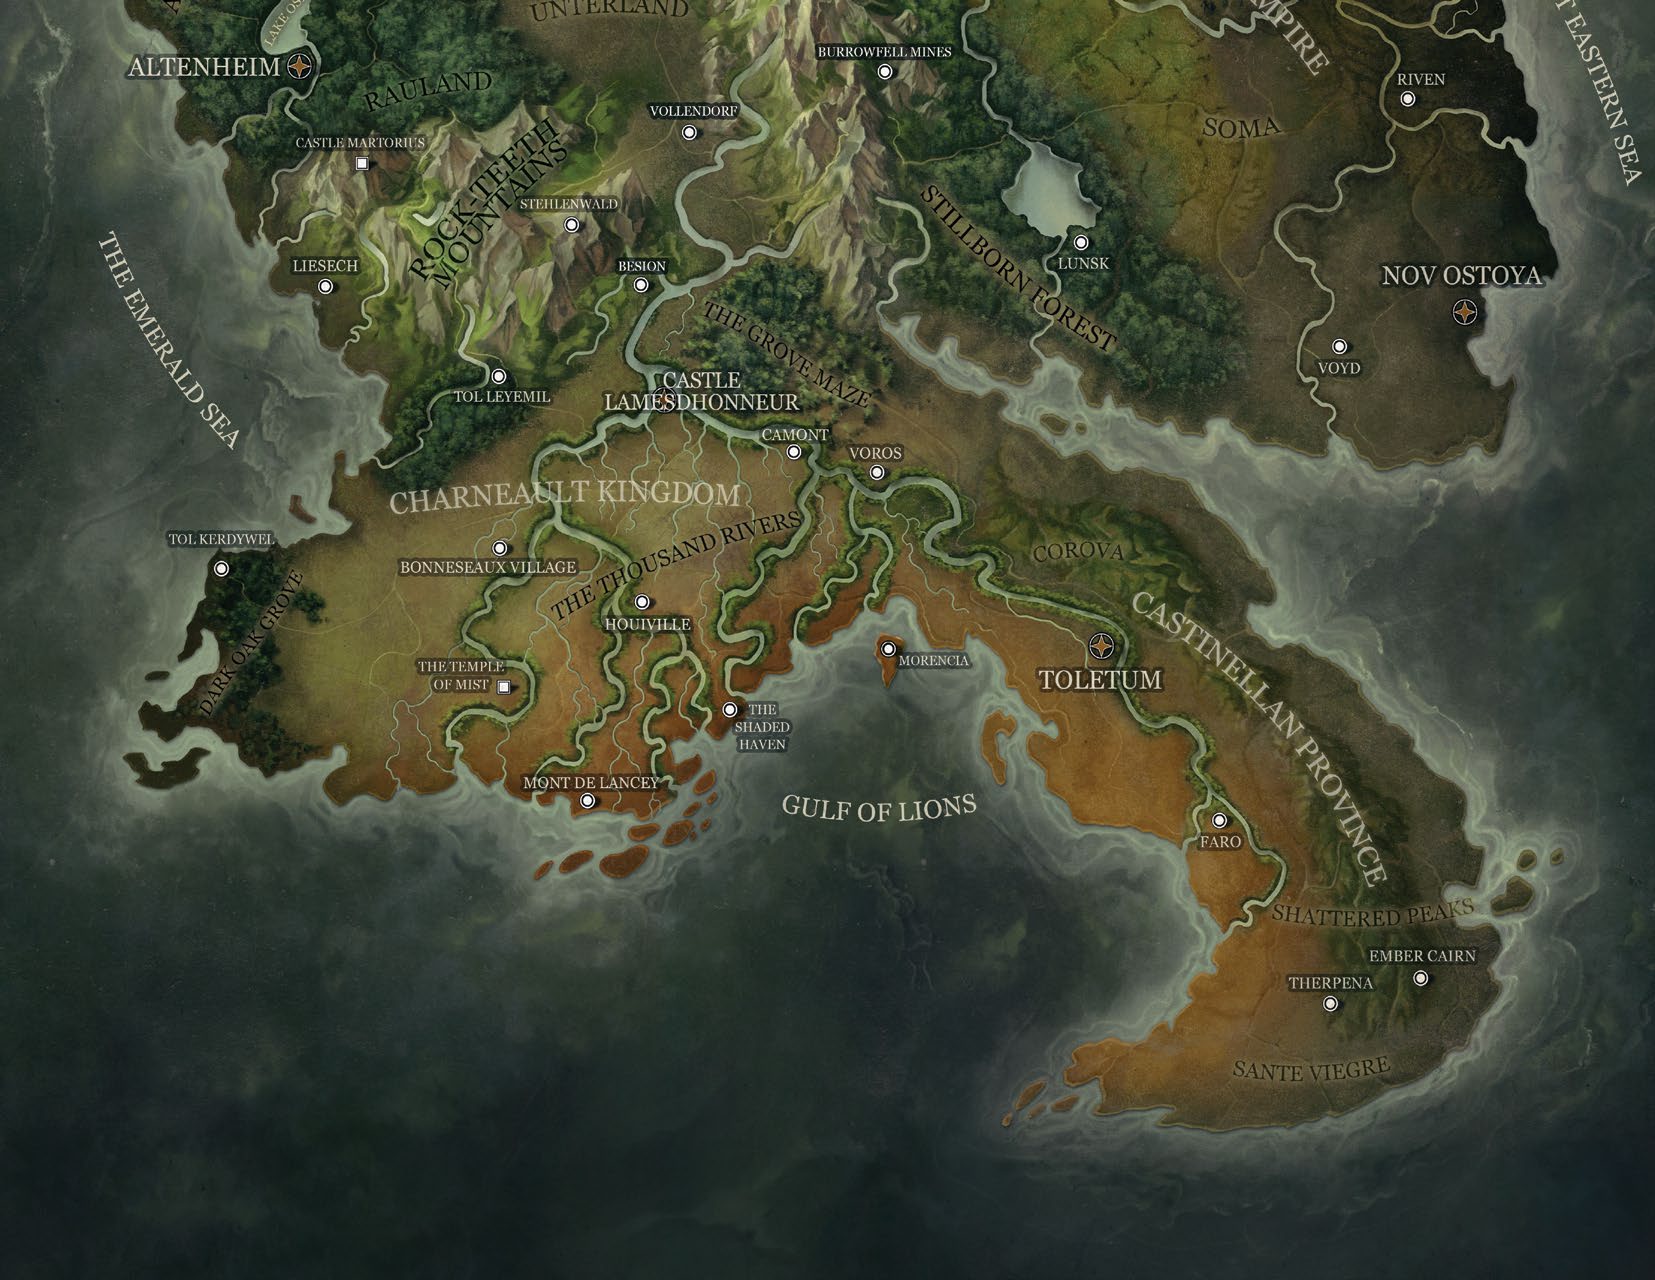 UNTERLAND
LAKE
ALTENHEIM
RAULAND
BURROWFELL MINES
RIVEN
VOLLENDORF
SOMA
T EASTERN SEA
CASTLE MARTORIUS
ROCK-TEETH
MOUNTAINS
STEHLENWALD
STILLBORN FOREST
LUNSK
NOV OSTOYA
LIESECH
BESION
THE EMERALD SEA
THE GROVE MAZE
VOYD
TOL LEYEMIL
CASTLE
LAMESDHONNEUR
CAMONT
VOROS
CHARNEAULT KINGDOM
TOL KERDYWEL
BONNESEAUX VILLAGE
THE THOUSAND RIVERS
COROVA
DARK OAK GROVE
HOUIVILLE
CASTINELLAN PROVINCE
THE TEMPLE
OF MIST
MORENCIA
TOLETUM
THE
SHADED
HAVEN
MONT DE LANCEY
GULF OF LIONS
FARO
SHATTERED PEAKS
EMBER CAIRN
THERPENA
SANTE VIEGRE